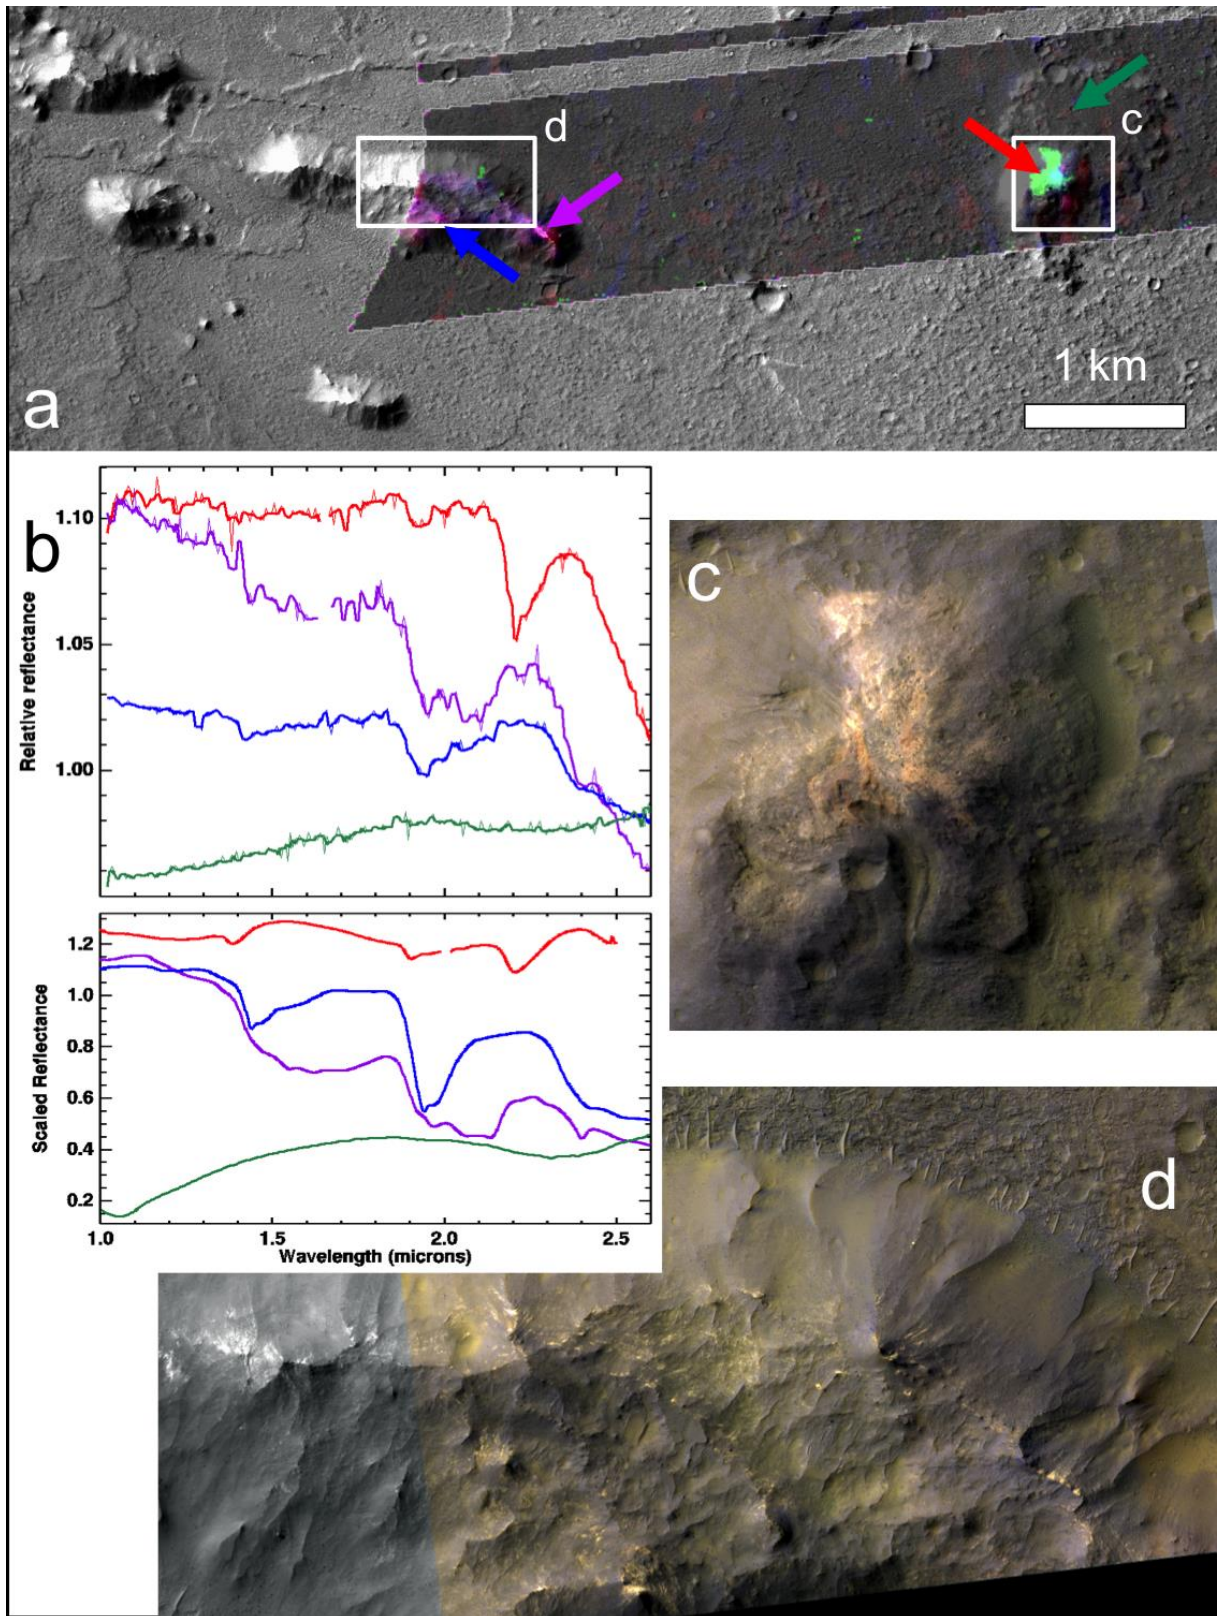 d
c
1 km
a
b
1.10
1.05
1.00
Relative reflectance
c
1.2
1.0
0.8
0.6
0.4
0.2
Scaled Reflectance
1.0 1.5 2.0 2.5
Wavelength (microns)
d